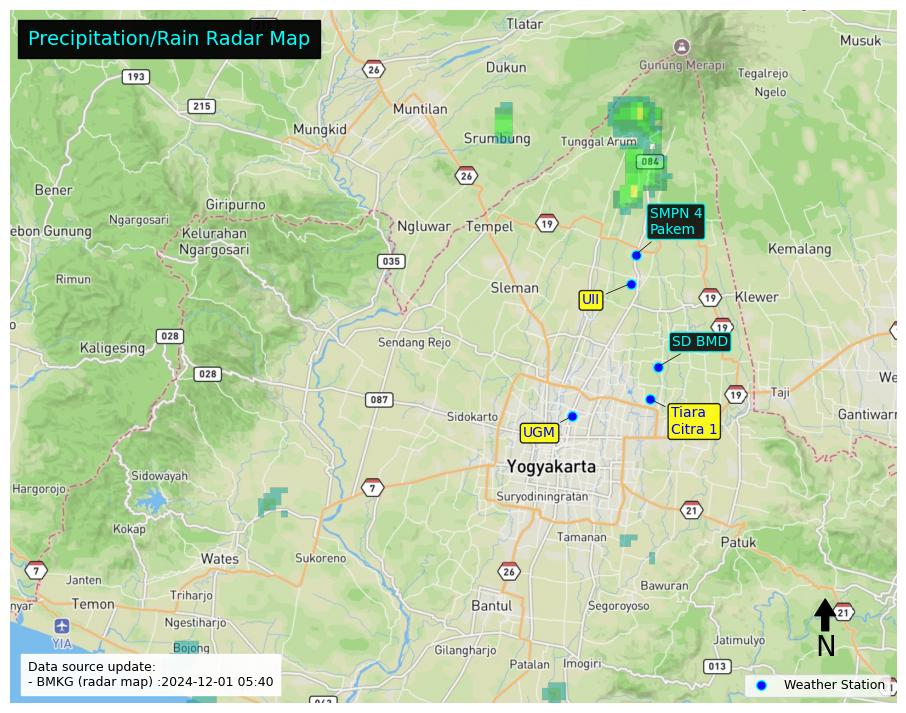 Precipitation/Rain Radar Map
Tlatar
Musuk
26
193
Dukun
Gunung Merapi
Tegalrejo
Ngelo
215
Muntilan
Mungkid
Srumbung
Tunggal Arum
084
26
Bener
Giripurno
Ngargosari
Kelurahan
Ngargosari
ebon Gunung
Ngluwar
Tempel
19
SMPN 4
Pakem
Kemalang
035
Rimun
Sleman
UII
19
Klewer
19
028
Kaligesing
Sendang Rejo
SD BMD
028
087
19
Taji
We
Sidokarto
Tiara
Citra 1
Gantiwarn
UGM
Yogyakarta
Sidowayah
Hargorojo
7
Suryodiningratan
21
Kokap
Tamanan
Patuk
Wates
Sukoreno
7
Janten
26
Bawuran
nyar
Temon
Triharjo
Bantul
Segoroyoso
21
Ngestiharjo
YIA
N
Bojong
Gilangharjo
Jatimulyo
Data source update:
- BMKG (radar map) :2024-12-01 05:40
Patalan
Imogiri
013
Weather Station